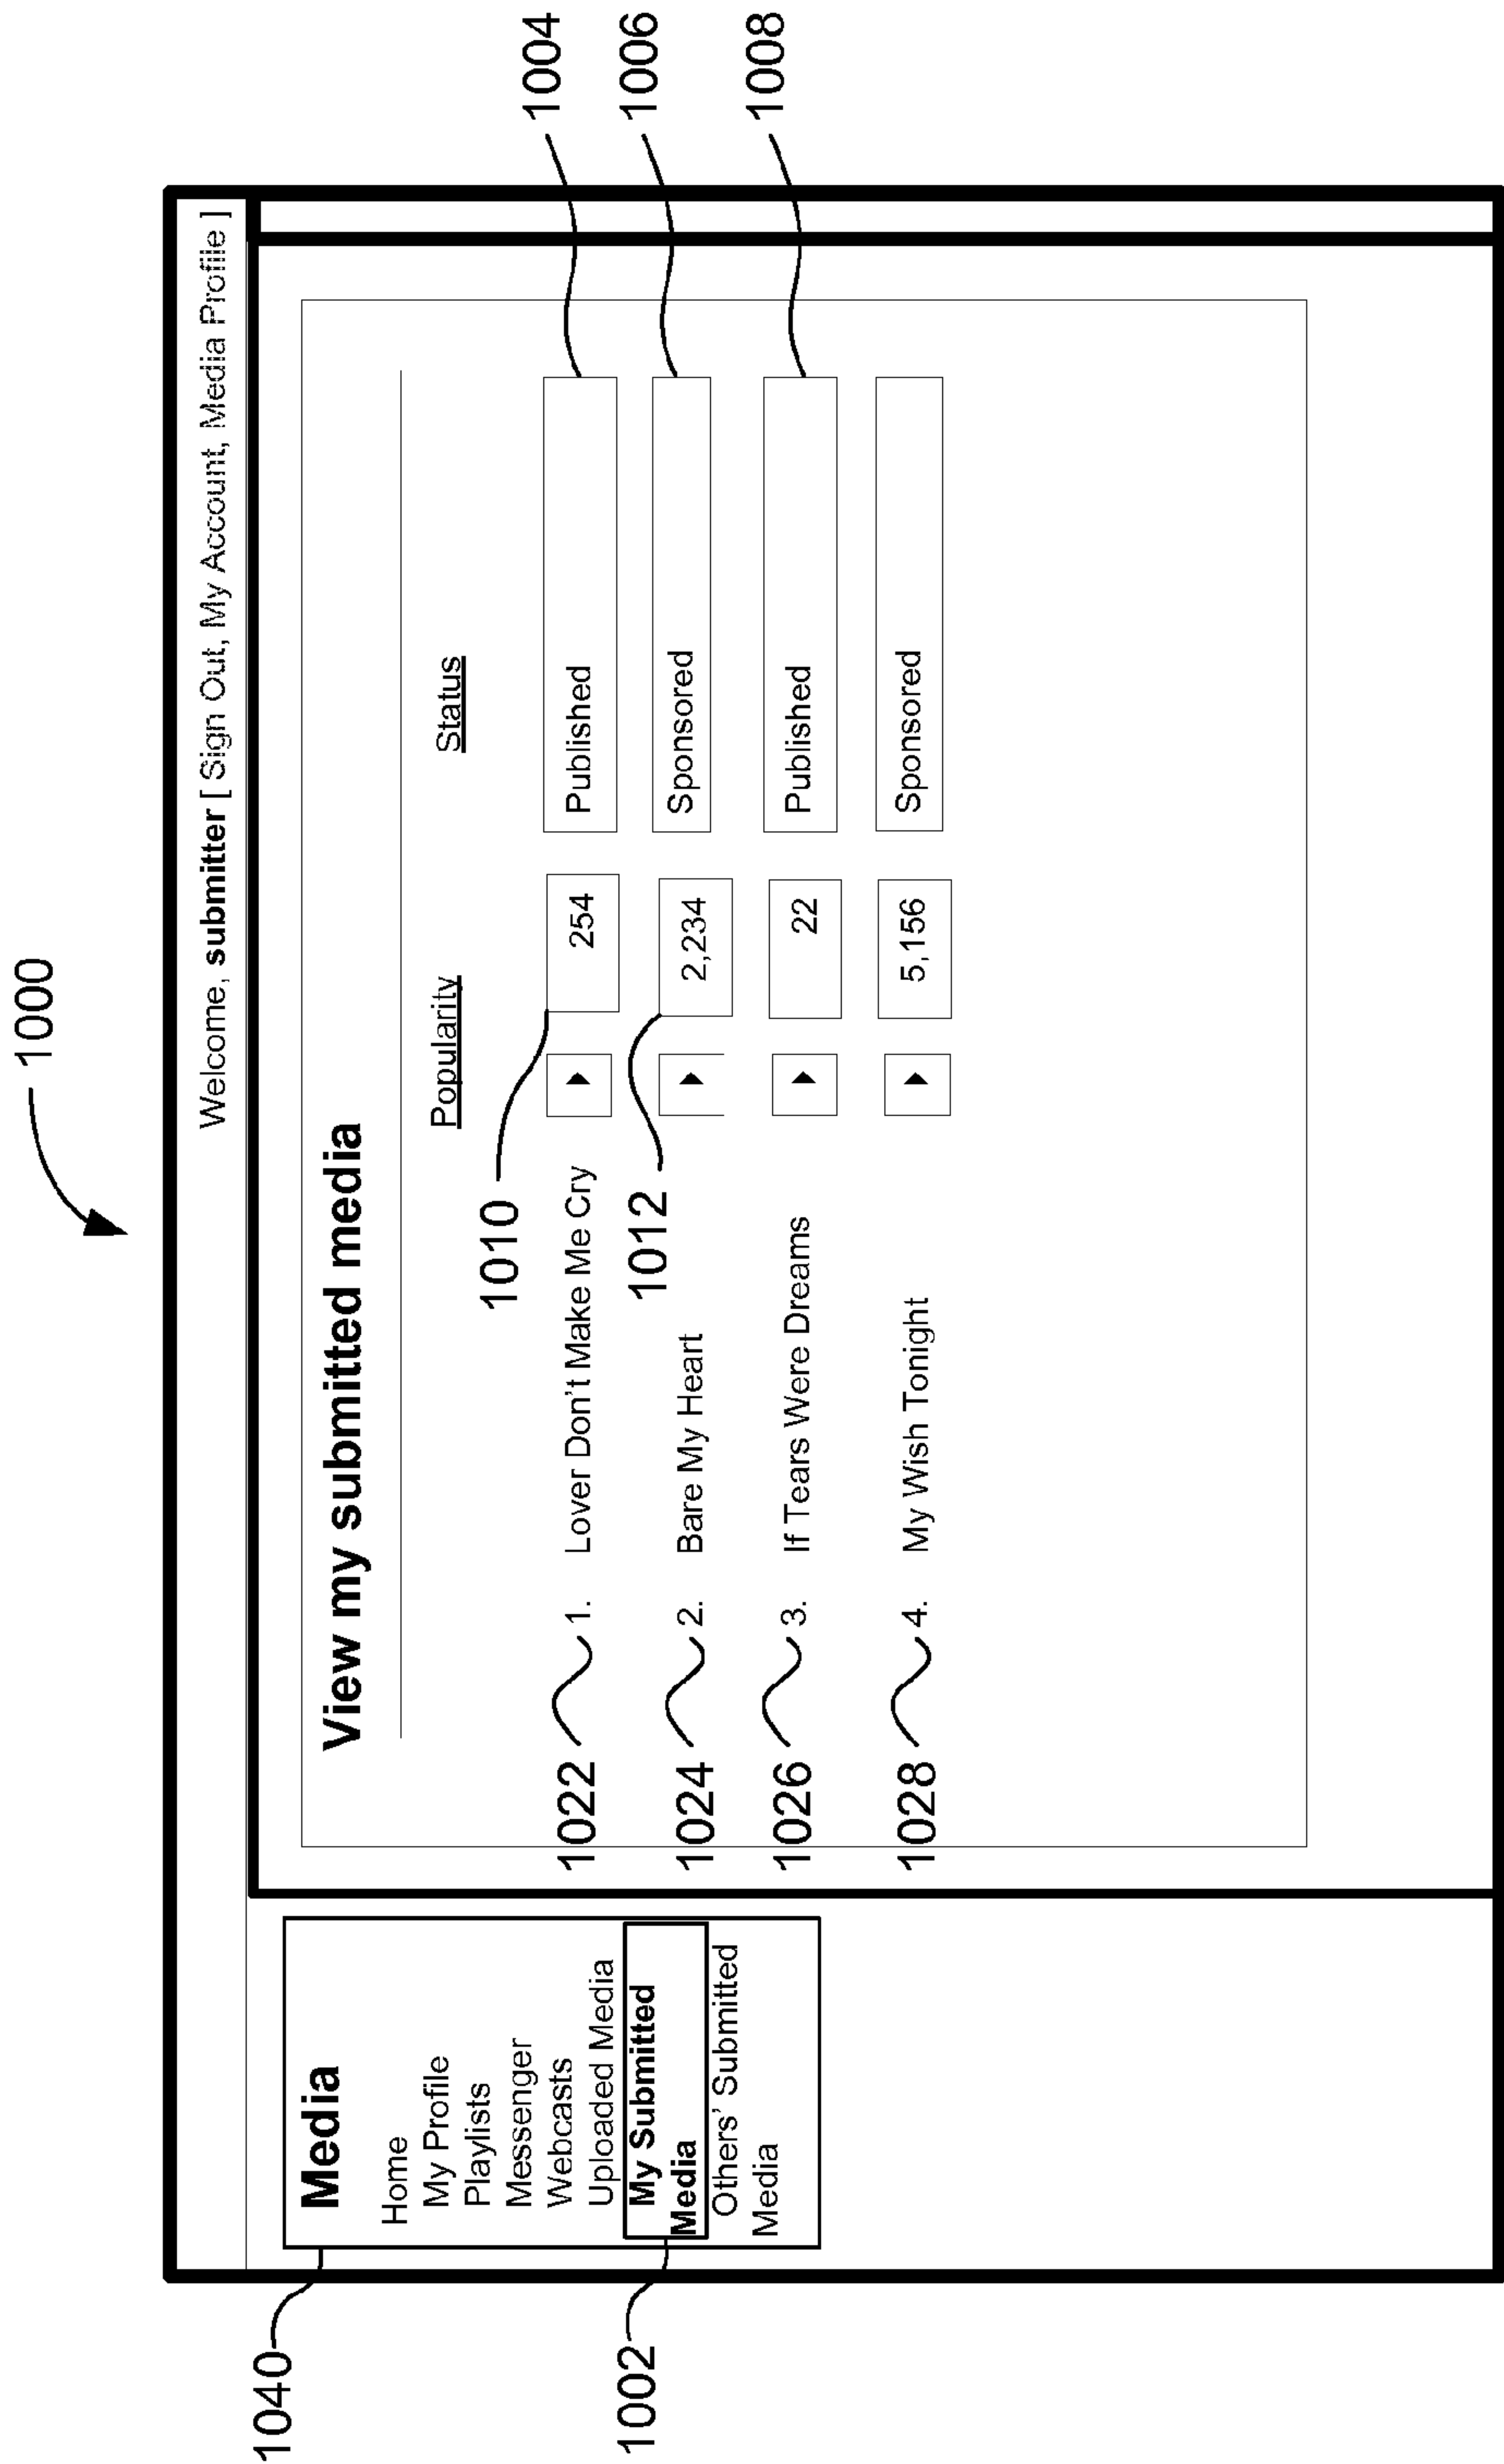 1000
Welcome, submitter [ Sign Out, My Account, Media Profile ]
1040
Media
Home
My Profile
Playlists
Messenger
Webcasts
Uploaded Media
1002
My Submitted
Media
Others' Submitted
Media
View my submitted media
Popularity Status
1010
1022 1. Lover Don't Make Me Cry 254 Published 1004
1012
1024 2. Bare My Heart 2,234 Sponsored 1006
1026 3. If Tears Were Dreams 22 Published 1008
1028 4. My Wish Tonight 5,156 Sponsored